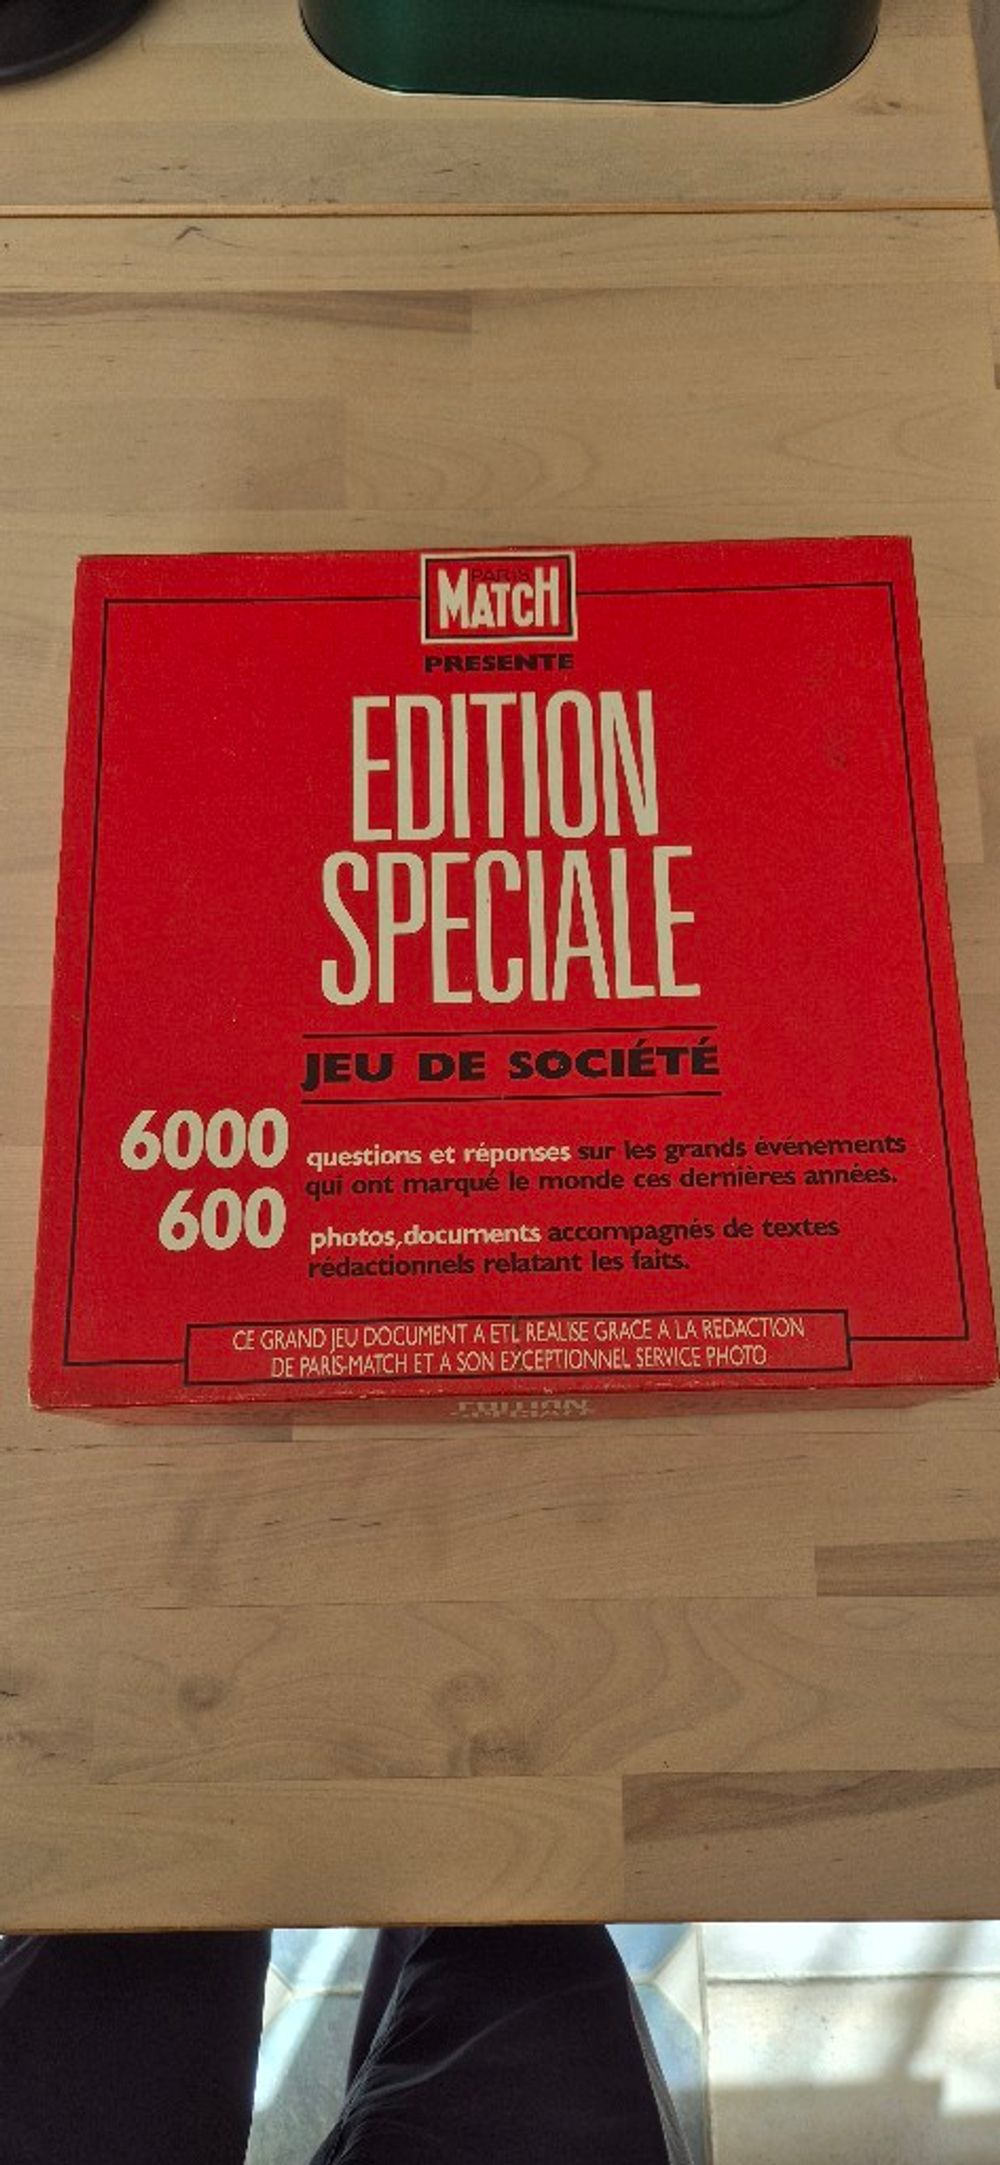 PARIS
MATCH
PRESENTE
EDITION
SPECIALE
JEU DE SOCIÉTÉ
6000 questions et réponses sur les grands événements
qui ont marqué le monde ces dernières années.
600 photos, documents accompagnés de textes
rédactionnels relatant les faits.
CE GRAND JEU DOCUMENT A ETE REALISE GRACE A LA REDACTION
DE PARIS-MATCH ET A SON EXCEPTIONNEL SERVICE PHOTO
EDITION
SPECIALE